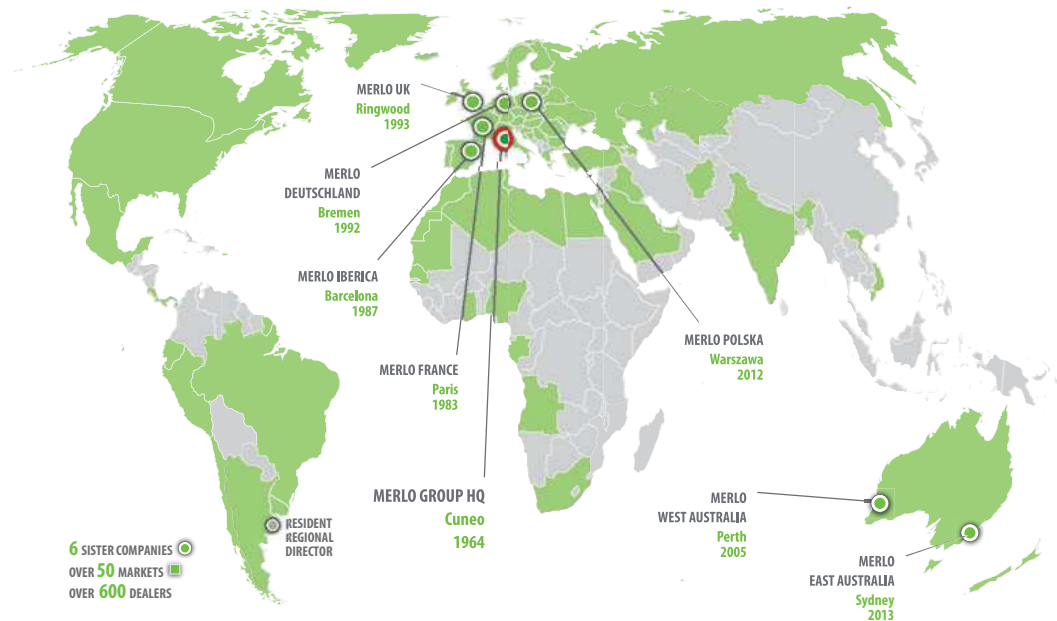 MERLO UK
Ringwood
1993
MERLO
DEUTSCHLAND
Bremen
1992
MERLO IBERICA
Barcelona
1987
MERLO FRANCE
Paris
1983
MERLO GROUP HQ
Cuneo
1964
MERLO POLSKA
Warszawa
2012
MERLO
WEST AUSTRALIA
Perth
2005
MERLO
EAST AUSTRALIA
Sydney
2013
RESIDENT
REGIONAL
DIRECTOR
6 SISTER COMPANIES
OVER 50 MARKETS
OVER 600 DEALERS